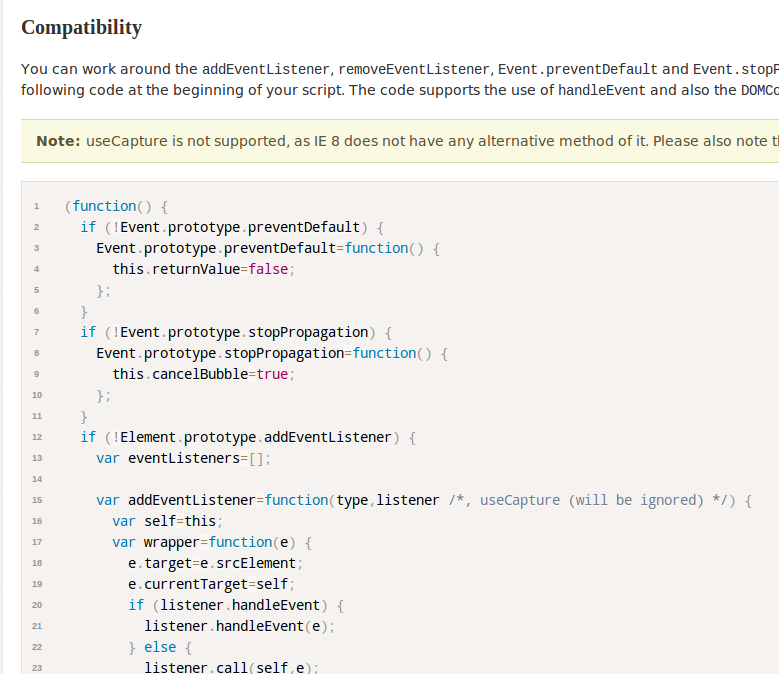 Compatibility
You can work around the addEventListener, removeEventListener, Event.preventDefault and Event.stopP
following code at the beginning of your script. The code supports the use of handleEvent and also the DOMCo
Note: useCapture is not supported, as IE 8 does not have any alternative method of it. Please also note th
1 (function() {
2 if (!Event.prototype.preventDefault) {
3 Event.prototype.preventDefault=function() {
4 this.returnValue=false;
5 };
6 }
7 if (!Event.prototype.stopPropagation) {
8 Event.prototype.stopPropagation=function() {
9 this.cancelBubble=true;
10 };
11 }
12 if (!Element.prototype.addEventListener) {
13 var eventListeners=[];
14
15 var addEventListener=function(type,listener /*, useCapture (will be ignored) */) {
16 var self=this;
17 var wrapper=function(e) {
18 e.target=e.srcElement;
19 e.currentTarget=self;
20 if (listener.handleEvent) {
21 listener.handleEvent(e);
22 } else {
23 listener.call(self,e);